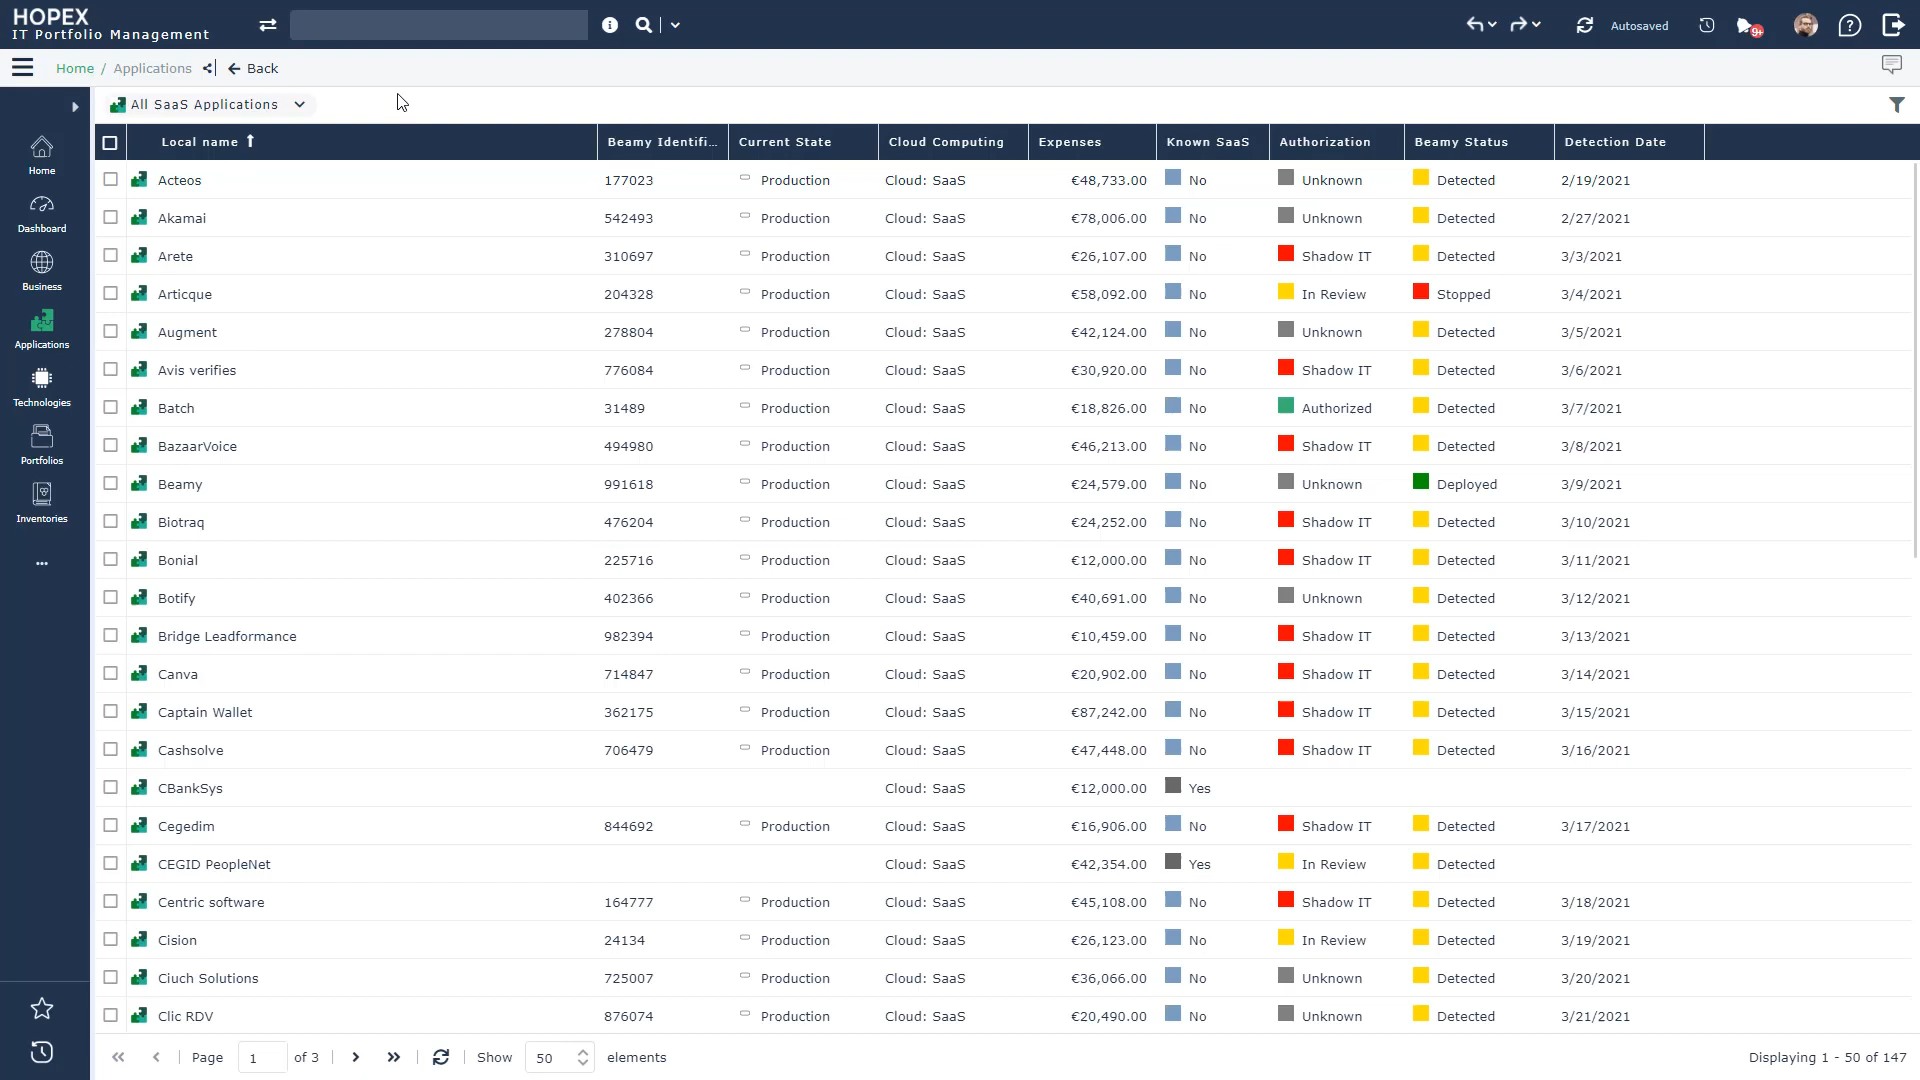 HOPEX
IT Portfolio Management
Autosaved
9+
Home / Applications Back
All SaaS Applications
Local name Beamy Identifi... Current State Cloud Computing Expenses Known SaaS Authorization Beamy Status Detection Date
Acteos 177023 Production Cloud: SaaS €48,733.00 No Unknown Detected 2/19/2021
Akamai 542493 Production Cloud: SaaS €78,006.00 No Unknown Detected 2/27/2021
Arete 310697 Production Cloud: SaaS €26,107.00 No Shadow IT Detected 3/3/2021
Articque 204328 Production Cloud: SaaS €58,092.00 No In Review Stopped 3/4/2021
Augment 278804 Production Cloud: SaaS €42,124.00 No Unknown Detected 3/5/2021
Avis verifies 776084 Production Cloud: SaaS €30,920.00 No Shadow IT Detected 3/6/2021
Batch 31489 Production Cloud: SaaS €18,826.00 No Authorized Detected 3/7/2021
BazaarVoice 494980 Production Cloud: SaaS €46,213.00 No Shadow IT Detected 3/8/2021
Beamy 991618 Production Cloud: SaaS €24,579.00 No Unknown Deployed 3/9/2021
Biotraq 476204 Production Cloud: SaaS €24,252.00 No Shadow IT Detected 3/10/2021
Bonial 225716 Production Cloud: SaaS €12,000.00 No Shadow IT Detected 3/11/2021
Botify 402366 Production Cloud: SaaS €40,691.00 No Unknown Detected 3/12/2021
Bridge Leadformance 982394 Production Cloud: SaaS €10,459.00 No Shadow IT Detected 3/13/2021
Canva 714847 Production Cloud: SaaS €20,902.00 No Shadow IT Detected 3/14/2021
Captain Wallet 362175 Production Cloud: SaaS €87,242.00 No Shadow IT Detected 3/15/2021
Cashsolve 706479 Production Cloud: SaaS €47,448.00 No Shadow IT Detected 3/16/2021
CBankSys Cloud: SaaS €12,000.00 Yes
Cegedim 844692 Production Cloud: SaaS €16,906.00 No Shadow IT Detected 3/17/2021
CEGID PeopleNet Cloud: SaaS €42,354.00 Yes In Review Detected
Centric software 164777 Production Cloud: SaaS €45,108.00 No Shadow IT Detected 3/18/2021
Cision 24134 Production Cloud: SaaS €26,123.00 No In Review Detected 3/19/2021
Ciuch Solutions 725007 Production Cloud: SaaS €36,066.00 No Unknown Detected 3/20/2021
Clic RDV 876074 Production Cloud: SaaS €20,490.00 No Unknown Detected 3/21/2021
Home
Dashboard
Business
Applications
Technologies
Portfolios
Inventories
Page 1 of 3 Show 50 elements Displaying 1 - 50 of 147